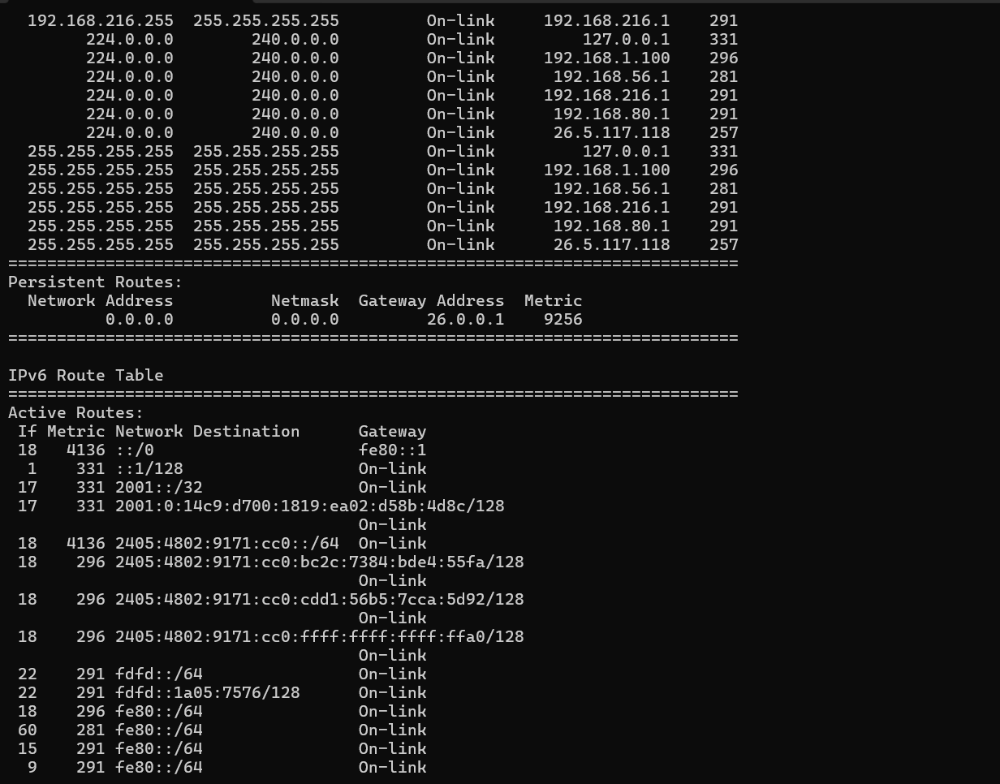 192.168.216.255  255.255.255.255         On-link     192.168.216.1    291
224.0.0.0        240.0.0.0         On-link         127.0.0.1    331
224.0.0.0        240.0.0.0         On-link     192.168.1.100    296
224.0.0.0        240.0.0.0         On-link      192.168.56.1    281
224.0.0.0        240.0.0.0         On-link     192.168.216.1    291
224.0.0.0        240.0.0.0         On-link      192.168.80.1    291
224.0.0.0        240.0.0.0         On-link      26.5.117.118    257
255.255.255.255  255.255.255.255         On-link         127.0.0.1    331
255.255.255.255  255.255.255.255         On-link     192.168.1.100    296
255.255.255.255  255.255.255.255         On-link      192.168.56.1    281
255.255.255.255  255.255.255.255         On-link     192.168.216.1    291
255.255.255.255  255.255.255.255         On-link      192.168.80.1    291
255.255.255.255  255.255.255.255         On-link      26.5.117.118    257
===========================================================================
Persistent Routes:
Network Address          Netmask  Gateway Address  Metric
0.0.0.0          0.0.0.0         26.0.0.1    9256
===========================================================================
IPv6 Route Table
===========================================================================
Active Routes:
If Metric Network Destination      Gateway
18   4136 ::/0                     fe80::1
1    331 ::1/128                  On-link
17    331 2001::/32                On-link
17    331 2001:0:14c9:d700:1819:ea02:d58b:4d8c/128
On-link
18   4136 2405:4802:9171:cc0::/64  On-link
18    296 2405:4802:9171:cc0:bc2c:7384:bde4:55fa/128
On-link
18    296 2405:4802:9171:cc0:cdd1:56b5:7cca:5d92/128
On-link
18    296 2405:4802:9171:cc0:ffff:ffff:ffff:ffa0/128
On-link
22    291 fdfd::/64                On-link
22    291 fdfd::1a05:7576/128      On-link
18    296 fe80::/64                On-link
60    281 fe80::/64                On-link
15    291 fe80::/64                On-link
9    291 fe80::/64                On-link